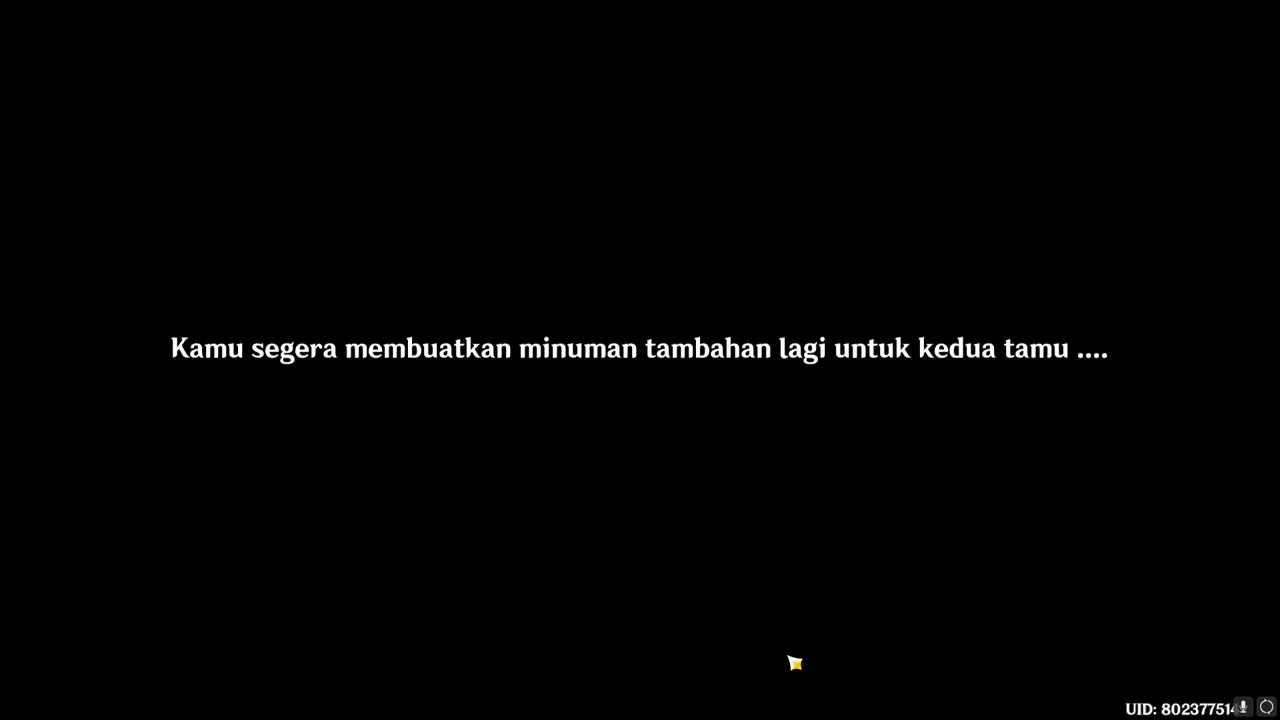 Kamu segera membuatkan minuman tambahan lagi untuk kedua tamu ....
UID: 80237751